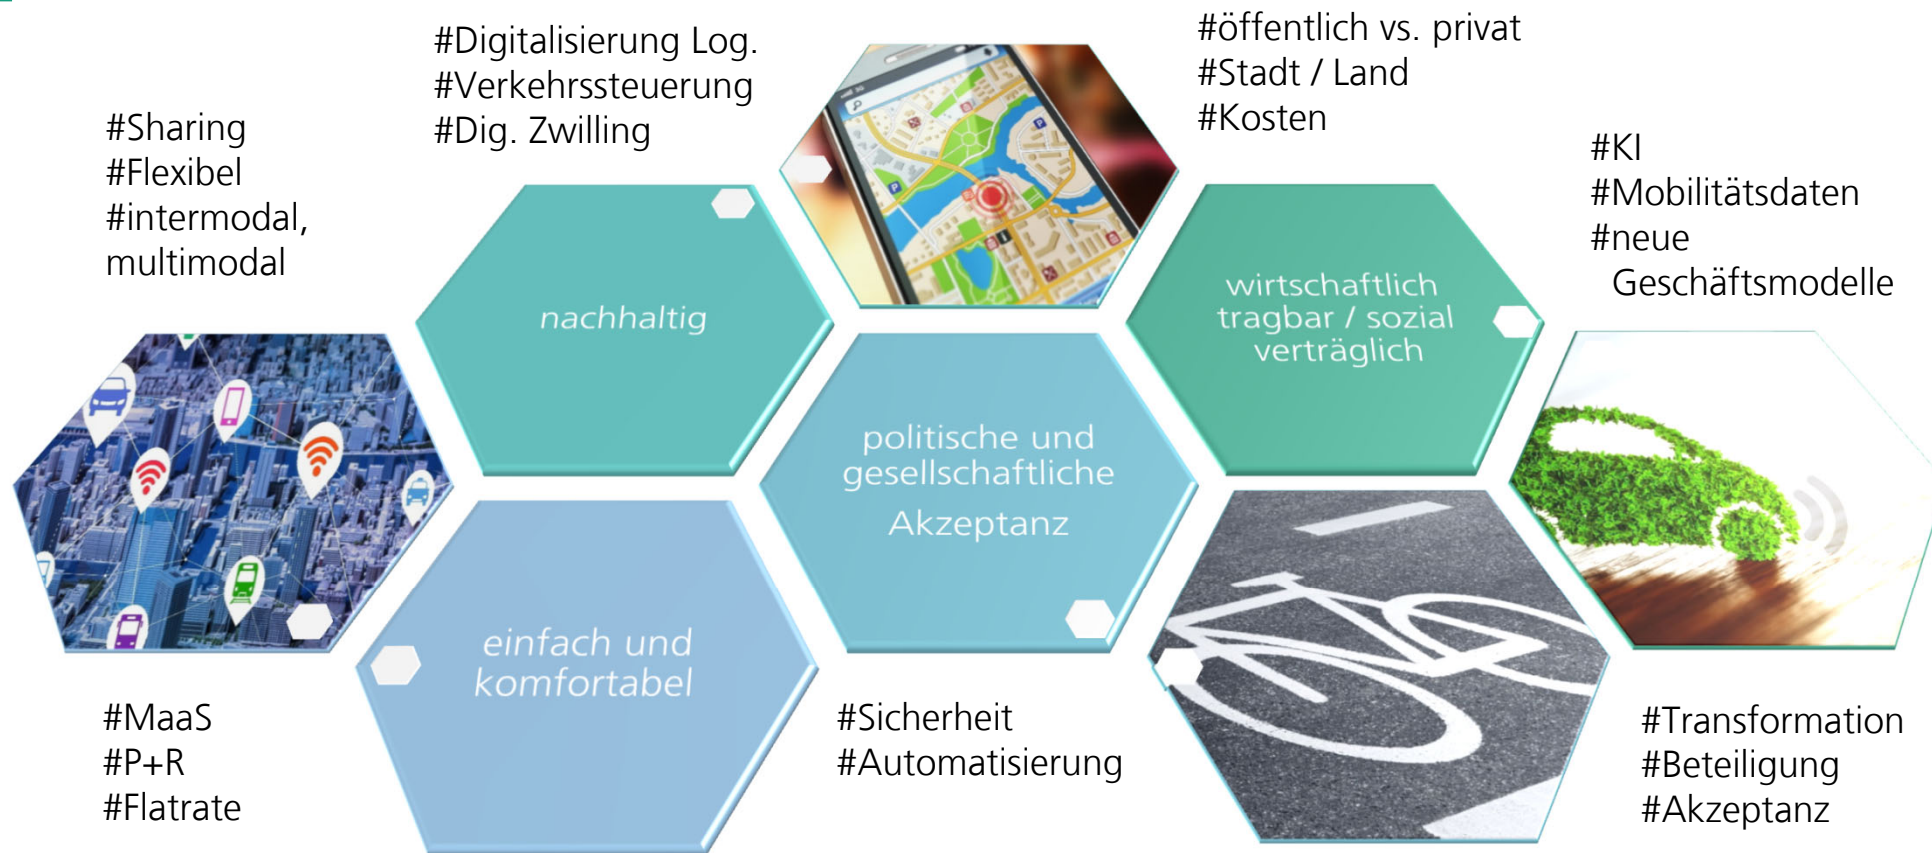 #Digitalisierung Log.
#Verkehrssteuerung
#Dig. Zwilling
#öffentlich vs. privat
#Stadt / Land
#Kosten
#Sharing
#Flexibel
#intermodal,
multimodal
#KI
#Mobilitätsdaten
#neue
Geschäftsmodelle
nachhaltig
wirtschaftlich
tragbar / sozial
verträglich
politische und
gesellschaftliche
Akzeptanz
einfach und
komfortabel
#MaaS
#P+R
#Flatrate
#Sicherheit
#Automatisierung
#Transformation
#Beteiligung
#Akzeptanz